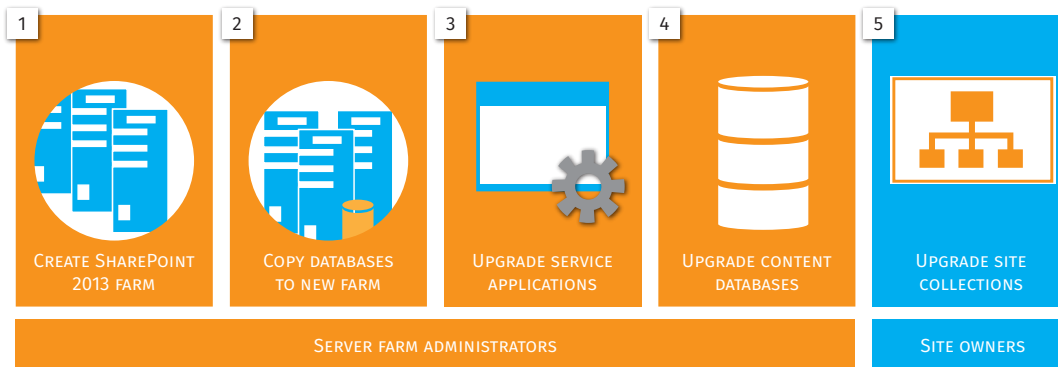 1
2
3
4
5
Create SharePoint
2013 farm
Copy databases
to new farm
Upgrade service
applications
Upgrade content
databases
Upgrade site
collections
Server farm administrators
Site owners